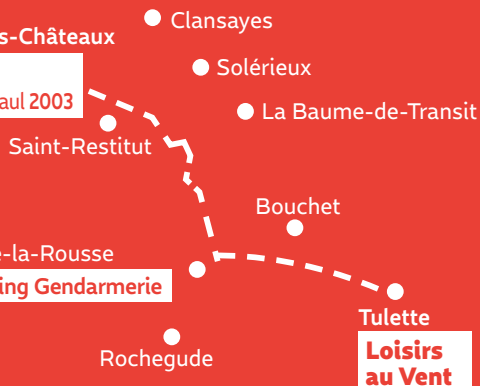 Clansayes
s-Châteaux
Solérieux
aul 2003
La Baume-de-Transit
Saint-Restitut
Bouchet
e-la-Rousse
ing Gendarmerie
Tulette
Rochegude
Loisirs
au Vent